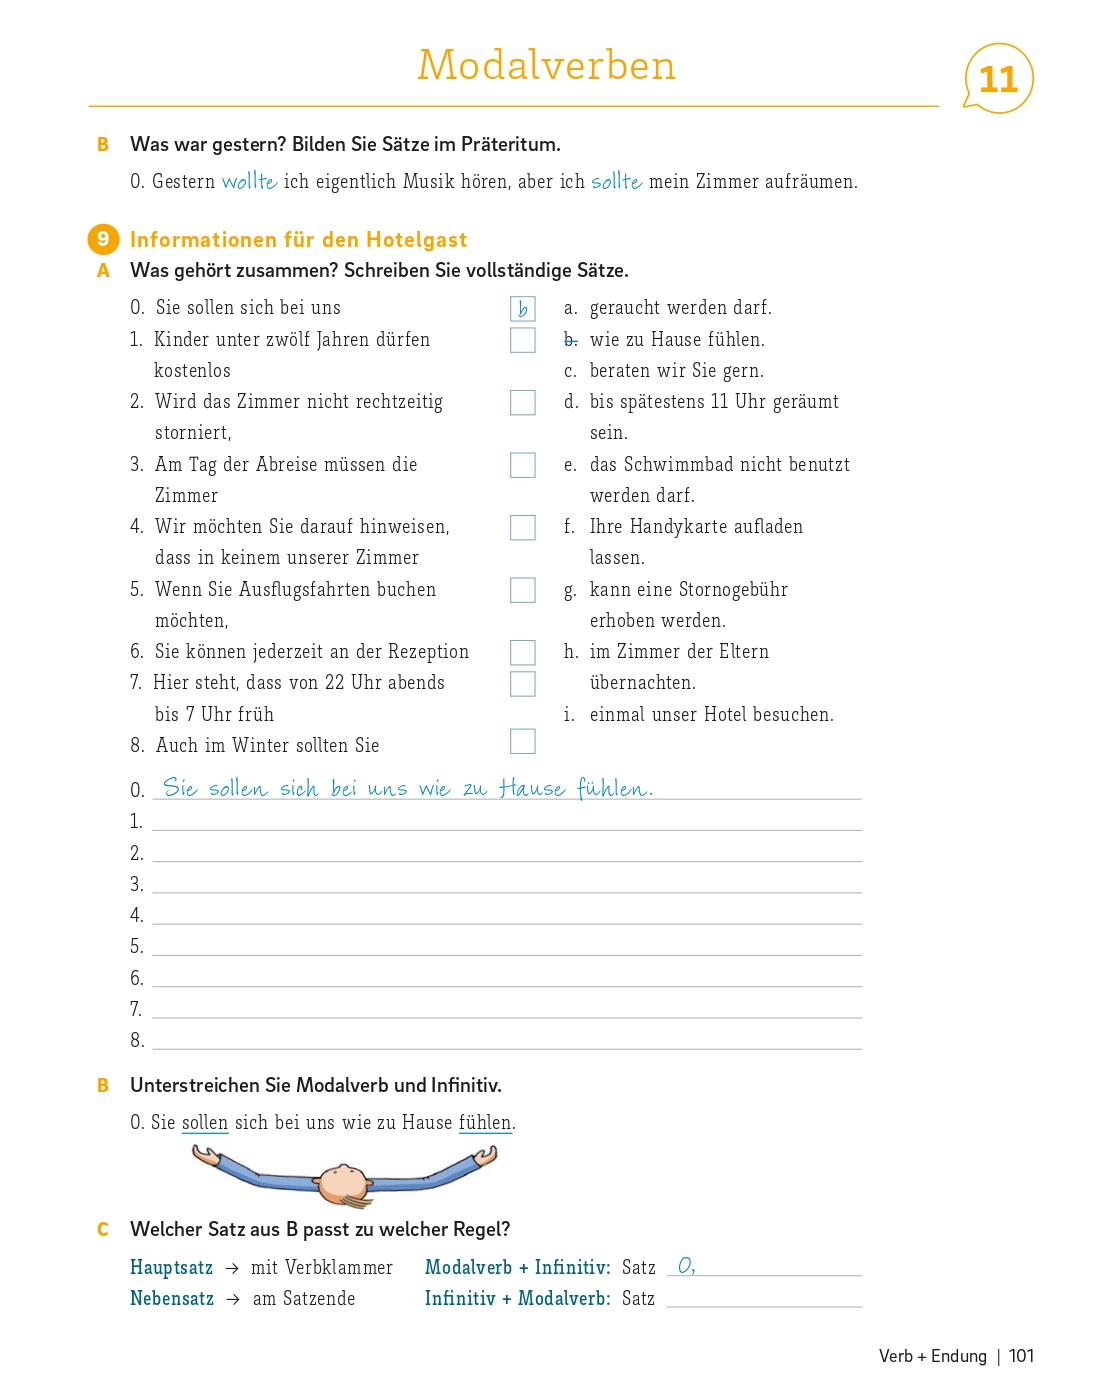 Modalverben
11
B Was war gestern? Bilden Sie Sätze im Präteritum.
0. Gestern wollte ich eigentlich Musik hören, aber ich sollte mein Zimmer aufräumen.
9 Informationen für den Hotelgast
A Was gehört zusammen? Schreiben Sie vollständige Sätze.
0. Sie sollen sich bei uns
b
1. Kinder unter zwölf Jahren dürfen
kostenlos
2. Wird das Zimmer nicht rechtzeitig
storniert,
3. Am Tag der Abreise müssen die
Zimmer
4. Wir möchten Sie darauf hinweisen,
dass in keinem unserer Zimmer
5. Wenn Sie Ausflugsfahrten buchen
möchten,
6. Sie können jederzeit an der Rezeption
7. Hier steht, dass von 22 Uhr abends
bis 7 Uhr früh
8. Auch im Winter sollten Sie
a. geraucht werden darf.
b. wie zu Hause fühlen.
c. beraten wir Sie gern.
d. bis spätestens 11 Uhr geräumt
sein.
e. das Schwimmbad nicht benutzt
werden darf.
f. Ihre Handykarte aufladen
lassen.
g. kann eine Stornogebühr
erhoben werden.
h. im Zimmer der Eltern
übernachten.
i. einmal unser Hotel besuchen.
0. Sie sollen sich bei uns wie zu Hause fühlen.
1.
2.
3.
4.
5.
6.
7.
8.
B Unterstreichen Sie Modalverb und Infinitiv.
0. Sie sollen sich bei uns wie zu Hause fühlen.
C Welcher Satz aus B passt zu welcher Regel?
Hauptsatz → mit Verbklammer Modalverb + Infinitiv: Satz 0,
Nebensatz → am Satzende Infinitiv + Modalverb: Satz
Verb + Endung | 101